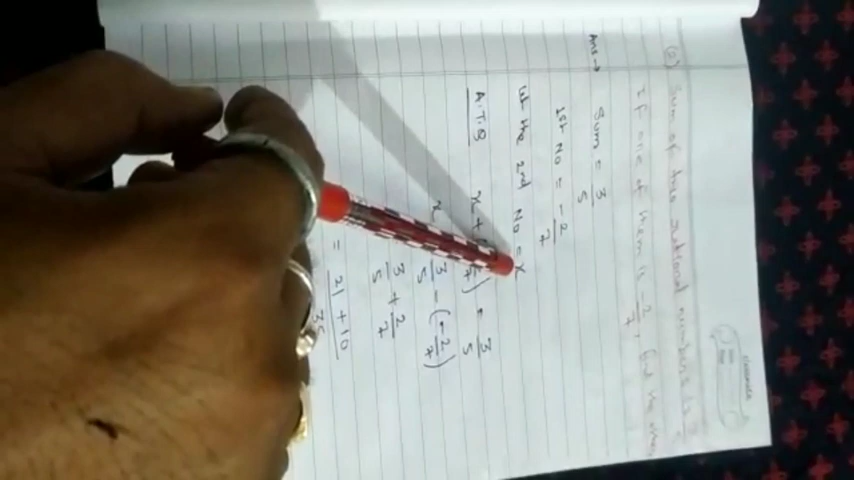 (2) Sum of two rational numbers is 3/5
If one of them is 2/7, find the other
Ans→ Sum = 3/5
1st No = -2/7
Let the 2nd No = x
A.T.Q x + 7) = 3/5
x 3/5 - (-2/7)
3/5 + 2/7
= 21 + 10 / 35